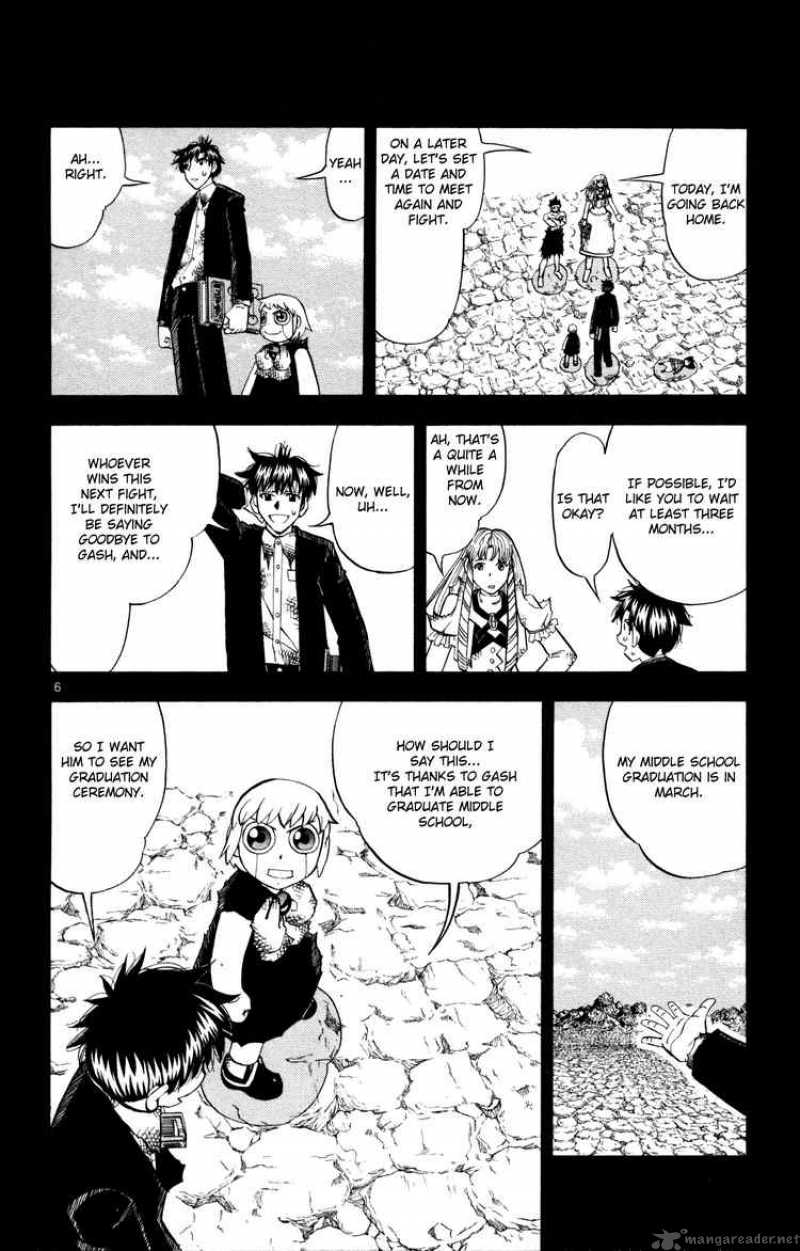 TODAY, I'M
GOING BACK
HOME.
ON A LATER
DAY, LET'S SET
A DATE AND
TIME TO MEET
AGAIN AND
FIGHT.
YEAH
...
AH...
RIGHT.
IF POSSIBLE, I'D
LIKE YOU TO WAIT
AT LEAST THREE
MONTHS...
IS THAT
OKAY?
AH, THAT'S
A QUITE A
WHILE
FROM
NOW.
NOW, WELL,
UH...
WHOEVER
WINS THIS
NEXT FIGHT,
I'LL DEFINITELY
BE SAYING
GOODBYE TO
GASH, AND...
6
MY MIDDLE SCHOOL
GRADUATION IS IN
MARCH.
HOW SHOULD I
SAY THIS...
IT'S THANKS TO GASH
THAT I'M ABLE TO
GRADUATE MIDDLE
SCHOOL,
SO I WANT
HIM TO SEE MY
GRADUATION
CEREMONY.
mangareader.net